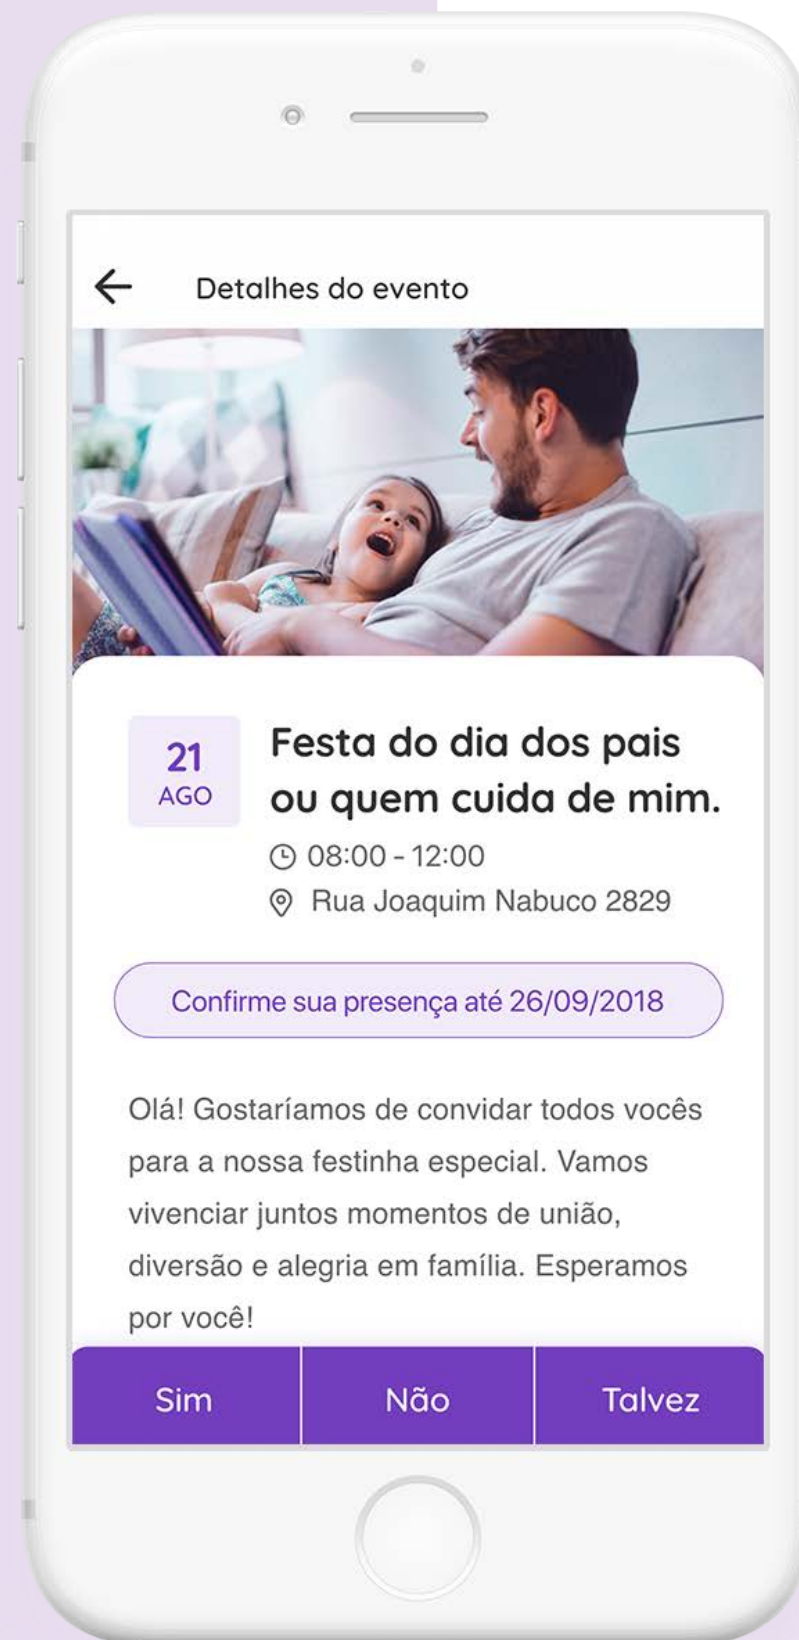 Detalhes do evento
21
AGO
Festa do dia dos pais
ou quem cuida de mim.
08:00 - 12:00
Rua Joaquim Nabuco 2829
Confirme sua presença até 26/09/2018
Olá! Gostaríamos de convidar todos vocês
para a nossa festinha especial. Vamos
vivenciar juntos momentos de união,
diversão e alegria em família. Esperamos
por você!
Sim
Não
Talvez